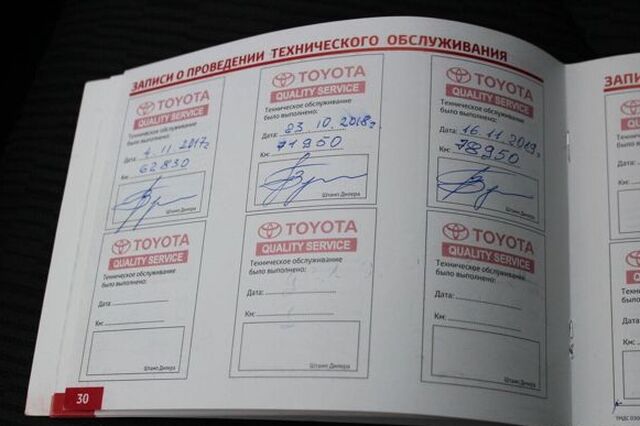 ЗАПИСИ О ПРОВЕДЕНИИ ТЕХНИЧЕСКОГО ОБСЛУЖИВАНИЯ
TOYOTA
QUALITY SERVICE
Техническое обслуживание
было выполнено:
Дата: 4.11.2017г
Км: 62830
Штамп Дилера
TOYOTA
QUALITY SERVICE
Техническое обслуживание
было выполнено:
Дата: 23.10.2018г.
Км: 71950
Штамп Дилера
TOYOTA
QUALITY SERVICE
Техническое обслуживание
было выполнено:
Дата: 16.11.2019г.
Км: 78950
Штамп Дилера
TOYOTA
QUALITY SERVICE
Техническое обслуживание
было выполнено:
Дата:
Км:
Штамп Дилера
TOYOTA
QUALITY SERVICE
Техническое обслуживание
было выполнено:
Дата:
Км:
Штамп Дилера
TOYOTA
QUALITY SERVICE
Техническое обслуживание
было выполнено:
Дата:
Км:
Штамп Дилера
30